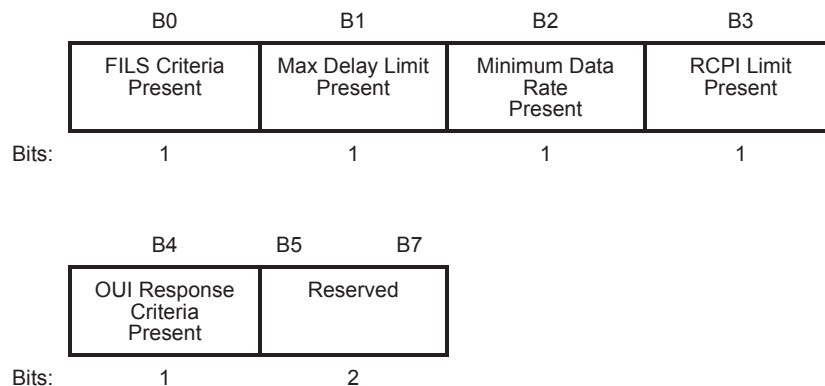 B0 B1 B2 B3
FILS Criteria Present Max Delay Limit Present Minimum Data Rate Present RCPI Limit Present
Bits: 1 1 1 1
B4 B5 B7
OUI Response Criteria Present Reserved
Bits: 1 2